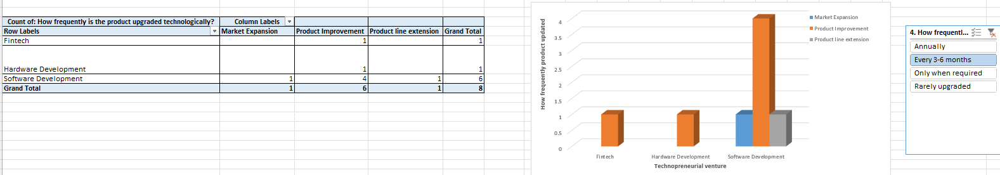 Count of: How frequently is the product upgraded technologically? Column Labels
Row Labels Market Expansion Product Improvement Product line extension Grand Total
Fintech 1 1
Hardware Development 1 1
Software Development 1 4 1 6
Grand Total 1 6 1 8
How frequently product updated
4
3.5
3
2.5
2
1.5
1
0.5
0
Fintech Hardware Development Software Development
Technopreneurial venture
Market Expansion
Product Improvement
Product line extension
4. How frequentl...
Annually
Every 3-6 months
Only when required
Rarely upgraded